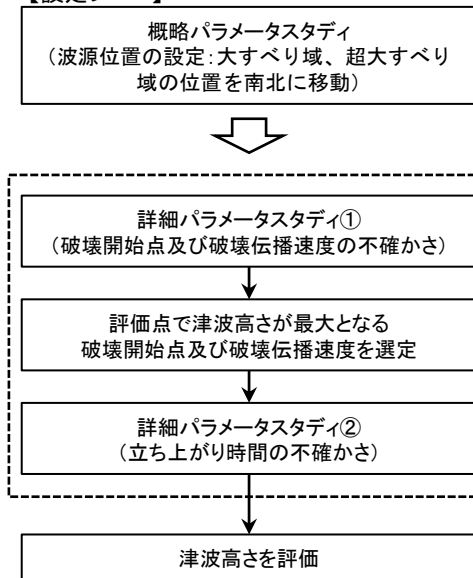 概略パラメータスタディ
（波源位置の設定：大すべり域、超大すべり
域の位置を南北に移動）
詳細パラメータスタディ①
（破壊開始点及び破壊伝播速度の不確かさ）
評価点で津波高さが最大となる
破壊開始点及び破壊伝播速度を選定
詳細パラメータスタディ②
（立ち上がり時間の不確かさ）
津波高さを評価